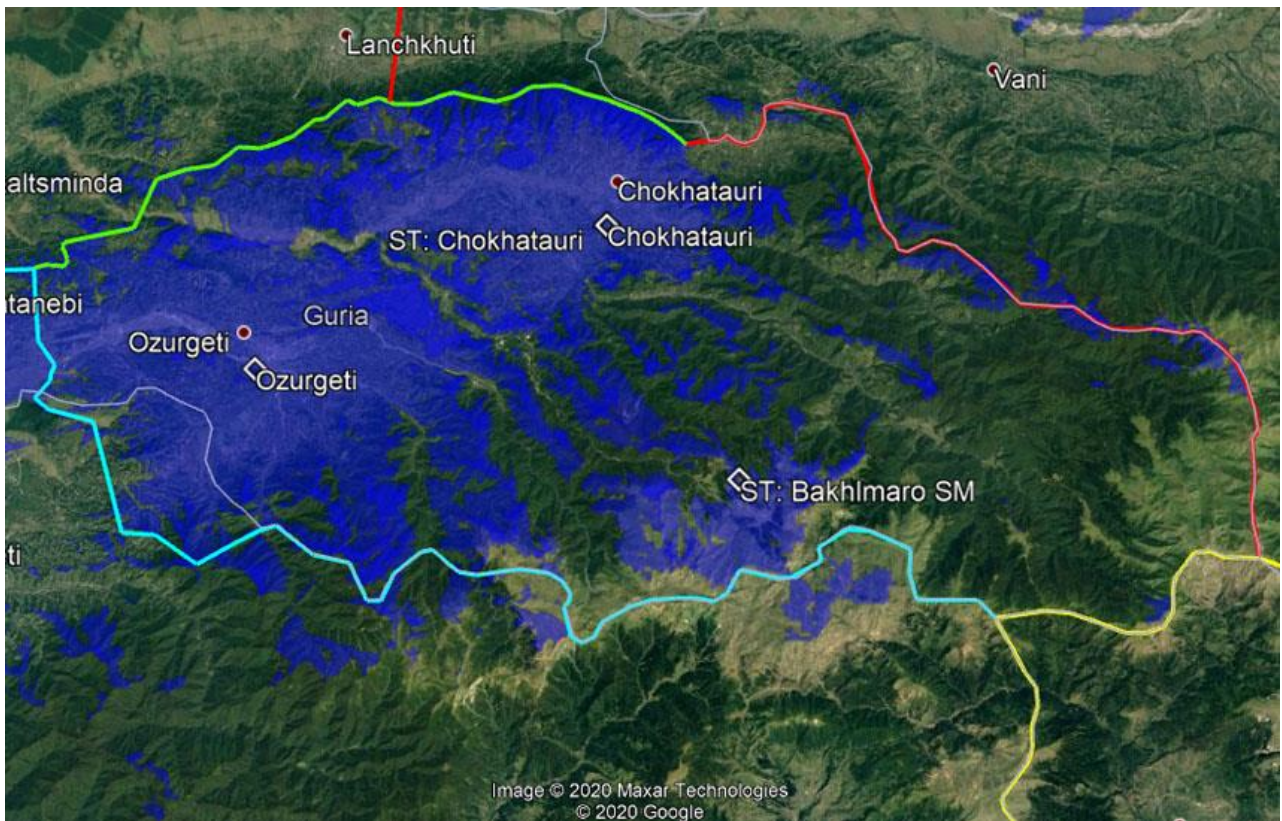 Lanchkhuti
Vani
altsminda
Chokhatauri
ST: Chokhatauri
Chokhatauri
ntanebi
Guria
Ozurgeti
Ozurgeti
ST: Bakhlmaro SM
ti
Image © 2020 Maxar Technologies
© 2020 Google